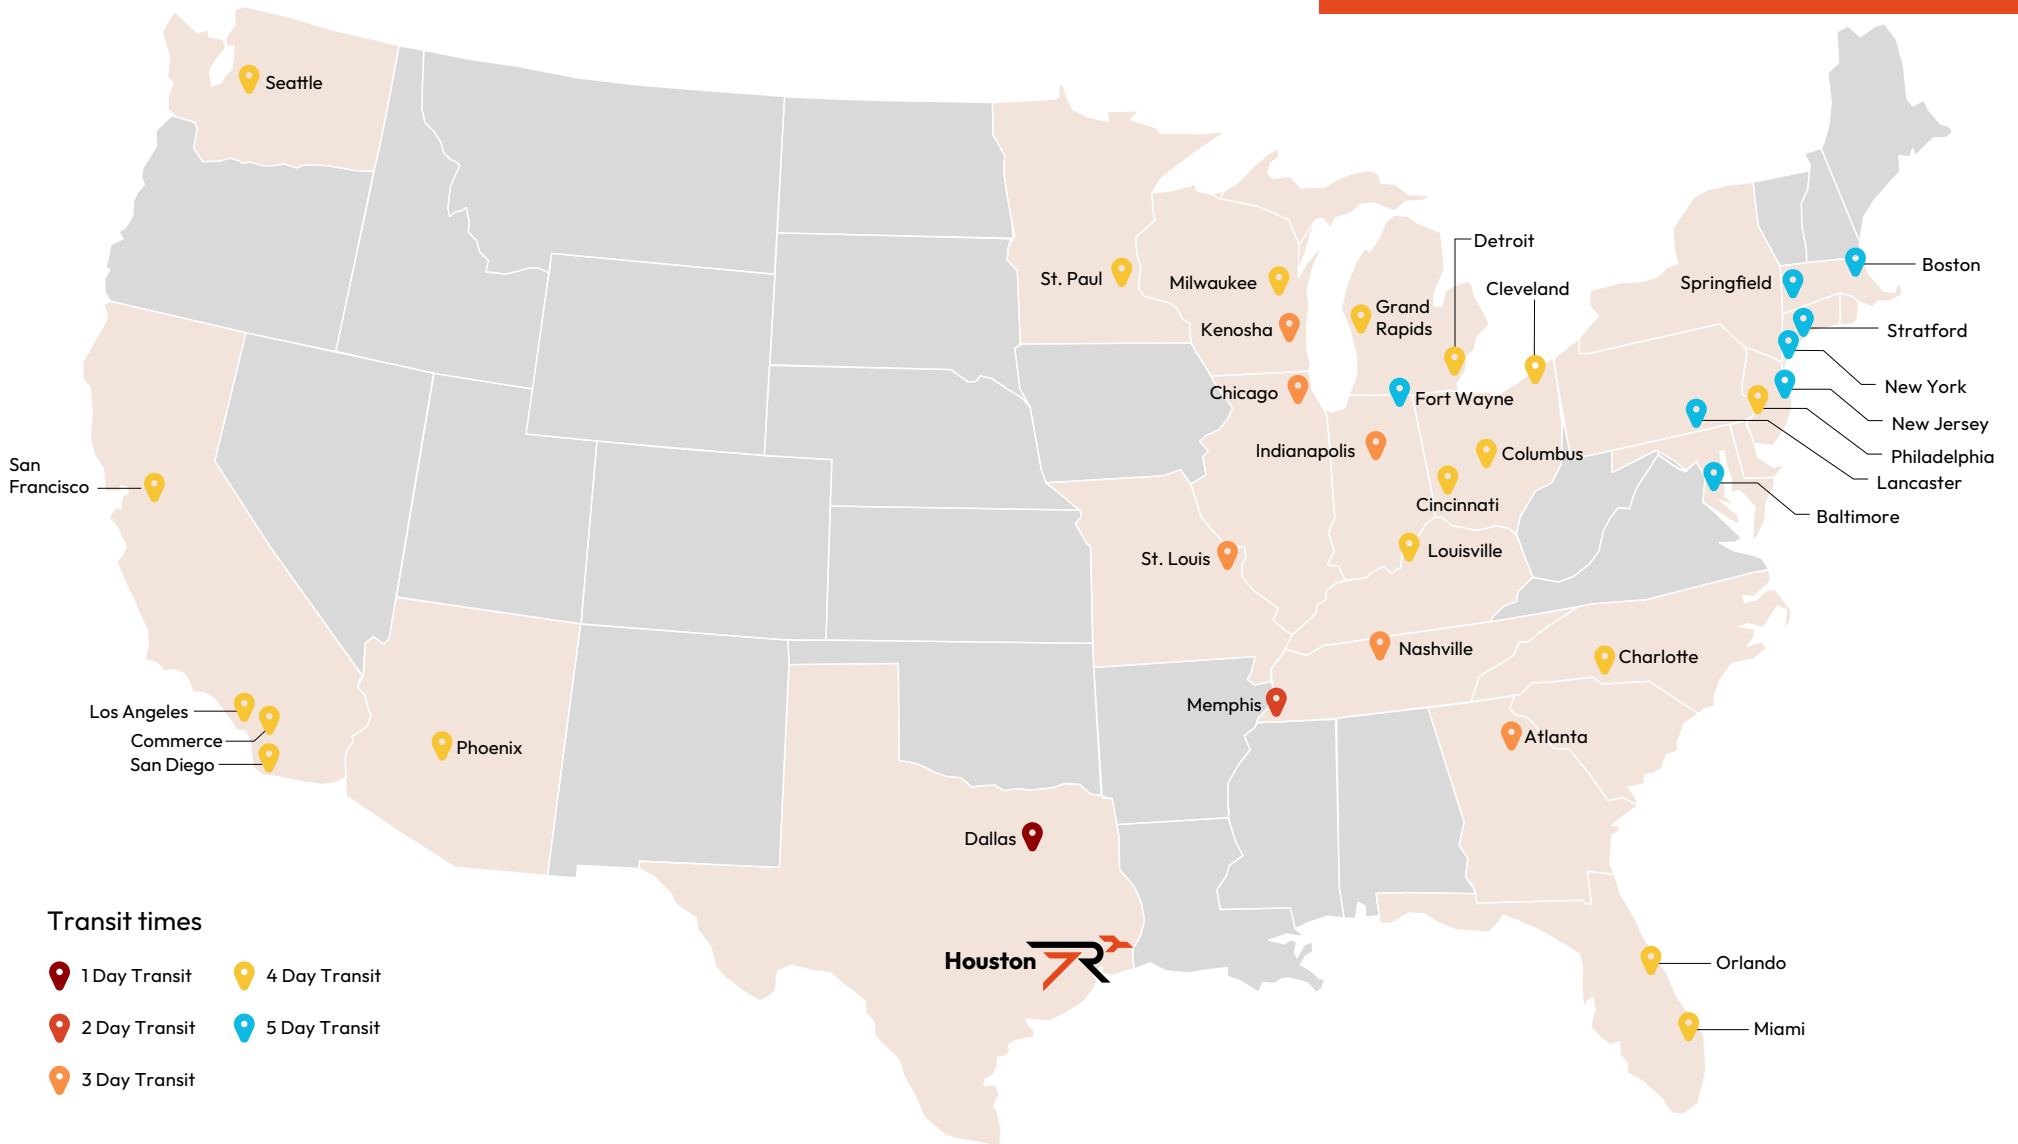 Seattle
Detroit
Boston
St. Paul
Milwaukee
Springfield
Cleveland
Grand
Rapids
Kenosha
Stratford
New York
Chicago
Fort Wayne
New Jersey
Indianapolis
Columbus
Philadelphia
San
Francisco
Lancaster
Cincinnati
Baltimore
St. Louis
Louisville
Nashville
Charlotte
Memphis
Los Angeles
Commerce
San Diego
Phoenix
Atlanta
Dallas
Houston
Orlando
Miami
Transit times
1 Day Transit
4 Day Transit
2 Day Transit
5 Day Transit
3 Day Transit